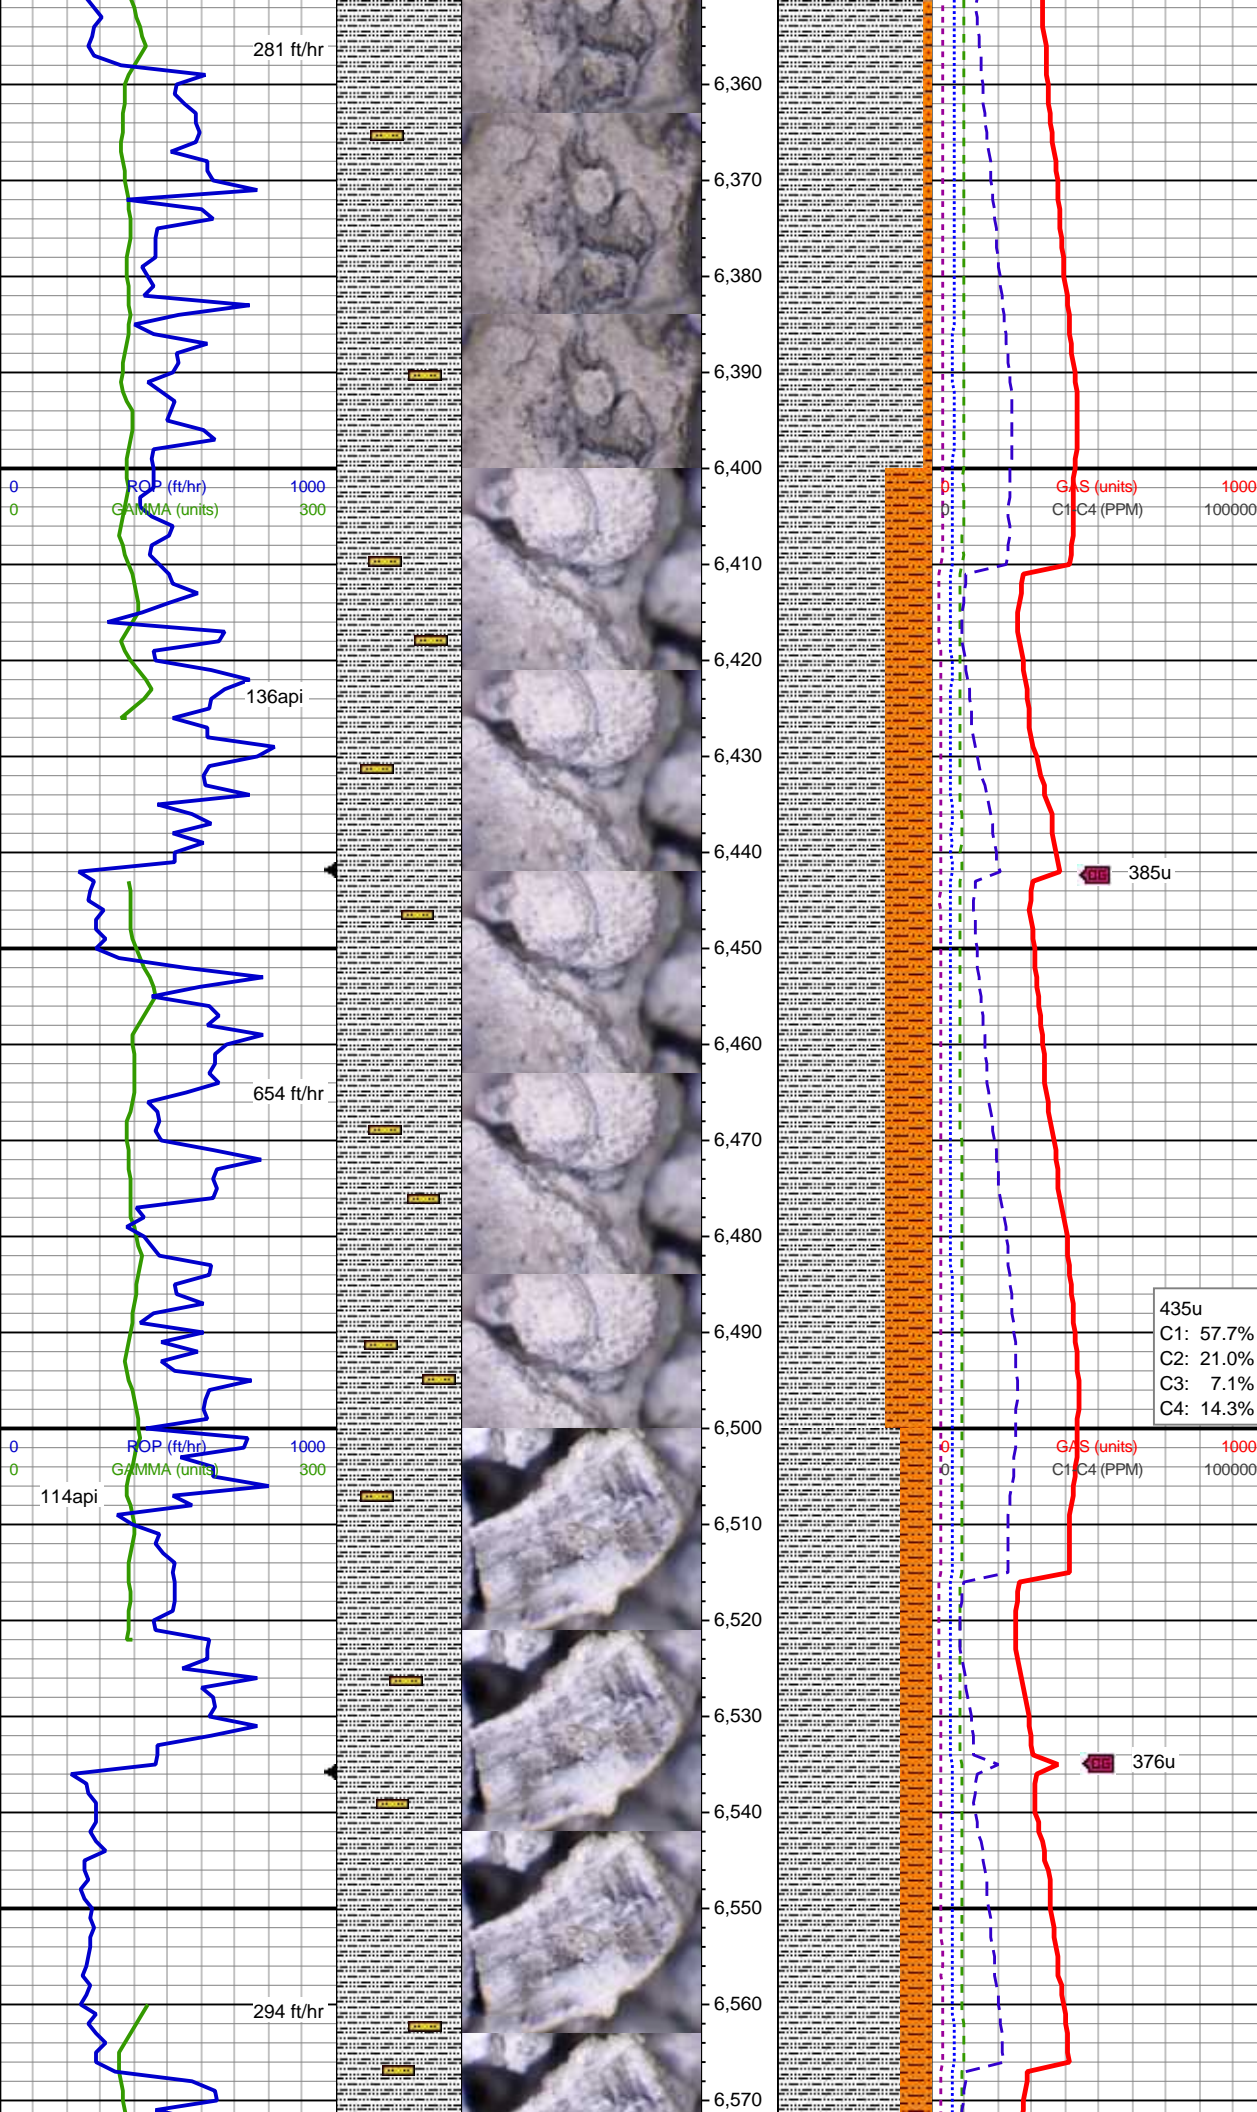 281 ft/hr
6,360
6,370
6,380
6,390
6,400
0 ROP (ft/hr) 1000
0 GAMMA (units) 300
0 GAS (units) 1000
0 C1-C4 (PPM) 100000
6,410
6,420
136api
6,430
6,440
CG 385u
6,450
6,460
654 ft/hr
6,470
6,480
435u
C1: 57.7%
6,490
C2: 21.0%
C3: 7.1%
C4: 14.3%
6,500
0 ROP (ft/hr) 1000
0 GAMMA (units) 300
0 GAS (units) 1000
0 C1-C4 (PPM) 100000
114api
6,510
6,520
6,530
CG 376u
6,540
6,550
6,560
294 ft/hr
6,570